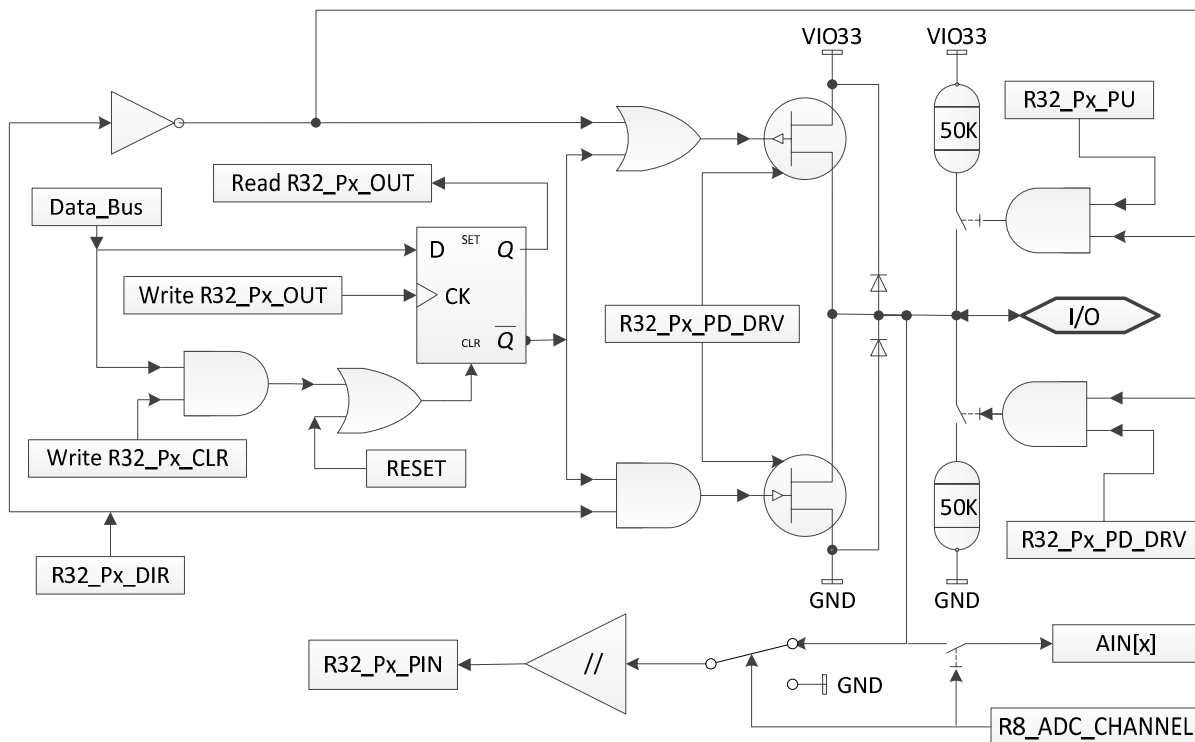 VIO33
VIO33
R32_Px_PU
50K
Read R32_Px_OUT
Data_Bus
D
SET
Q
Write R32_Px_OUT
CK
R32_Px_PD_DRV
I/O
CLR
Q
Write R32_Px_CLR
RESET
50K
R32_Px_PD_DRV
R32_Px_DIR
GND
GND
R32_Px_PIN
//
AIN[x]
GND
R8_ADC_CHANNEL